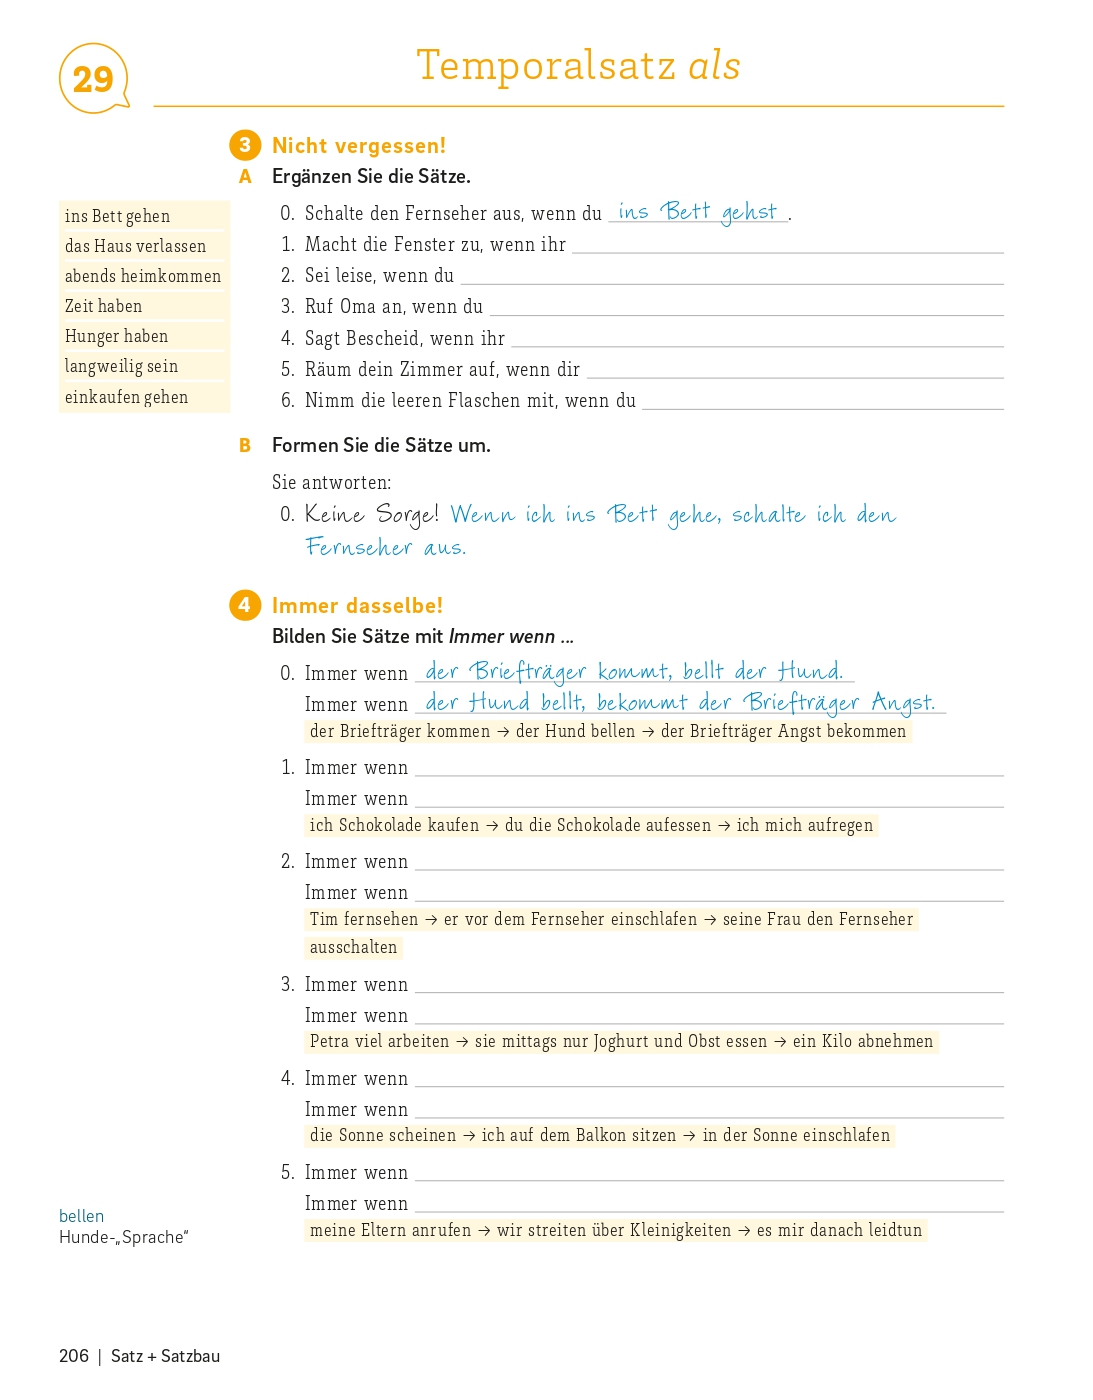 29
Temporalsatz als
3 Nicht vergessen!
A Ergänzen Sie die Sätze.
ins Bett gehen
das Haus verlassen
abends heimkommen
Zeit haben
Hunger haben
langweilig sein
einkaufen gehen
0. Schalte den Fernseher aus, wenn du ins Bett gehst .
1. Macht die Fenster zu, wenn ihr
2. Sei leise, wenn du
3. Ruf Oma an, wenn du
4. Sagt Bescheid, wenn ihr
5. Räum dein Zimmer auf, wenn dir
6. Nimm die leeren Flaschen mit, wenn du
B Formen Sie die Sätze um.
Sie antworten:
0. Keine Sorge! Wenn ich ins Bett gehe, schalte ich den
Fernseher aus.
4 Immer dasselbe!
Bilden Sie Sätze mit Immer wenn ...
0. Immer wenn der Briefträger kommt, bellt der Hund.
Immer wenn der Hund bellt, bekommt der Briefträger Angst.
der Briefträger kommen → der Hund bellen → der Briefträger Angst bekommen
1. Immer wenn
Immer wenn
ich Schokolade kaufen → du die Schokolade aufessen → ich mich aufregen
2. Immer wenn
Immer wenn
Tim fernsehen → er vor dem Fernseher einschlafen → seine Frau den Fernseher
ausschalten
3. Immer wenn
Immer wenn
Petra viel arbeiten → sie mittags nur Joghurt und Obst essen → ein Kilo abnehmen
4. Immer wenn
Immer wenn
die Sonne scheinen → ich auf dem Balkon sitzen → in der Sonne einschlafen
5. Immer wenn
Immer wenn
meine Eltern anrufen → wir streiten über Kleinigkeiten → es mir danach leidtun
bellen
Hunde-„Sprache“
206 | Satz + Satzbau